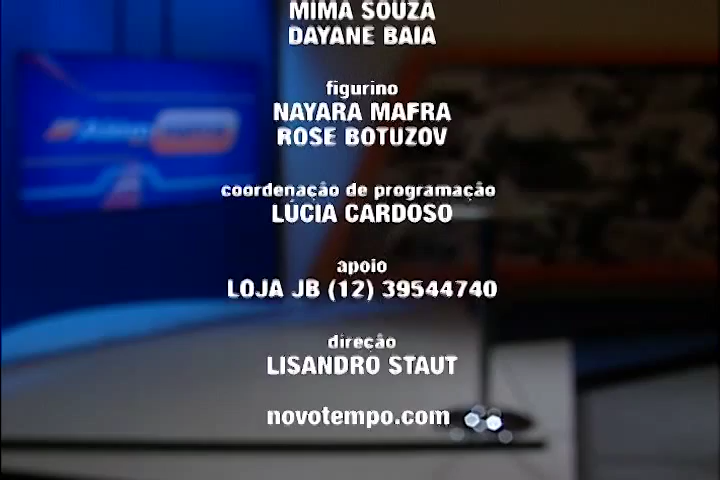 MIMA SOUZA
DAYANE BAIA
figurino
NAYARA MAFRA
ROSE BOTUZOV
coordenação de programação
LÚCIA CARDOSO
apoio
LOJA JB (12) 39544740
direção
LISANDRO STAUT
novotempo.com